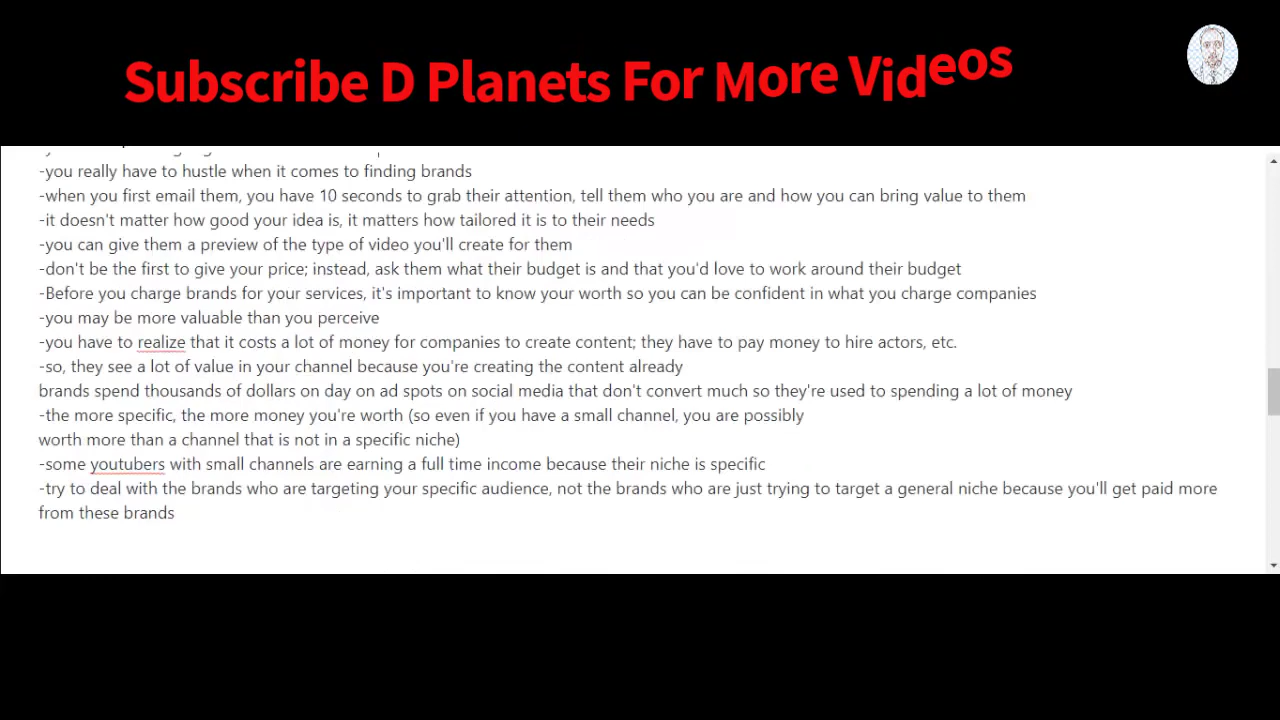 Subscribe D Planets For More Videos
-you really have to hustle when it comes to finding brands
-when you first email them, you have 10 seconds to grab their attention, tell them who you are and how you can bring value to them
-it doesn't matter how good your idea is, it matters how tailored it is to their needs
-you can give them a preview of the type of video you'll create for them
-don't be the first to give your price; instead, ask them what their budget is and that you'd love to work around their budget
-Before you charge brands for your services, it's important to know your worth so you can be confident in what you charge companies
-you may be more valuable than you perceive
-you have to realize that it costs a lot of money for companies to create content; they have to pay money to hire actors, etc.
-so, they see a lot of value in your channel because you're creating the content already
brands spend thousands of dollars on day on ad spots on social media that don't convert much so they're used to spending a lot of money
-the more specific, the more money you're worth (so even if you have a small channel, you are possibly
worth more than a channel that is not in a specific niche)
-some youtubers with small channels are earning a full time income because their niche is specific
-try to deal with the brands who are targeting your specific audience, not the brands who are just trying to target a general niche because you'll get paid more
from these brands